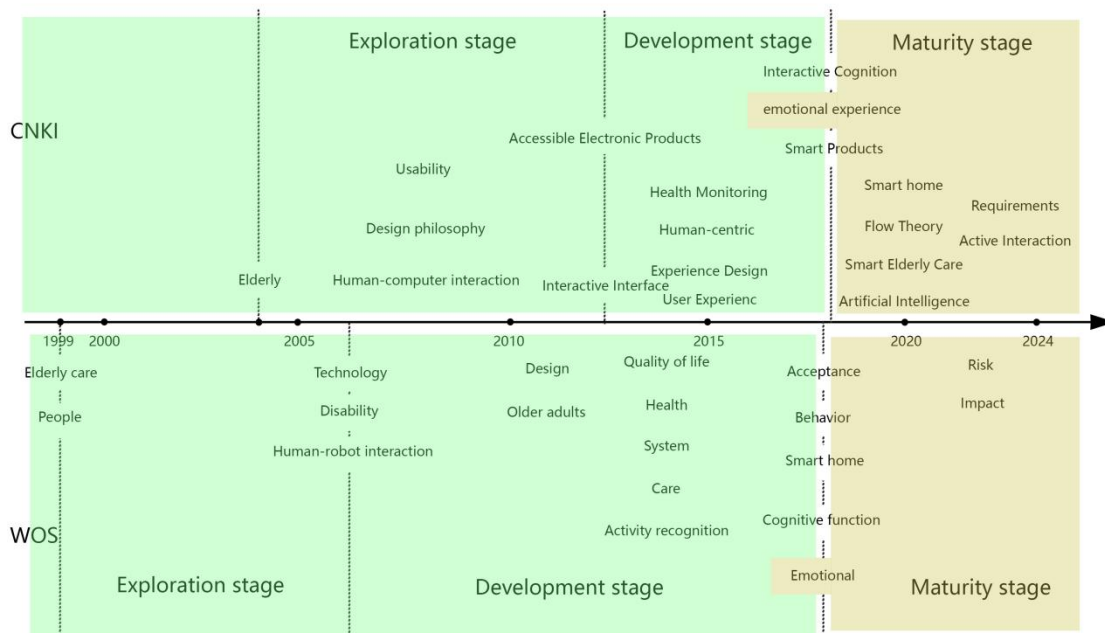 Exploration stage
Development stage
Maturity stage
Interactive Cognition
emotional experience
CNKI
Accessible Electronic Products
Smart Products
Usability
Health Monitoring
Smart home
Requirements
Design philosophy
Human-centric
Flow Theory
Active Interaction
Elderly
Human-computer interaction
Interactive Interface
Experience Design
Smart Elderly Care
User Experienc
Artificial Intelligence
1999
2000
2005
2010
2015
2020
2024
Elderly care
Technology
Design
Quality of life
Acceptance
Risk
People
Disability
Older adults
Health
Behavior
Impact
Human-robot interaction
System
Smart home
Care
WOS
Activity recognition
Cognitive function
Exploration stage
Development stage
Emotional
Maturity stage